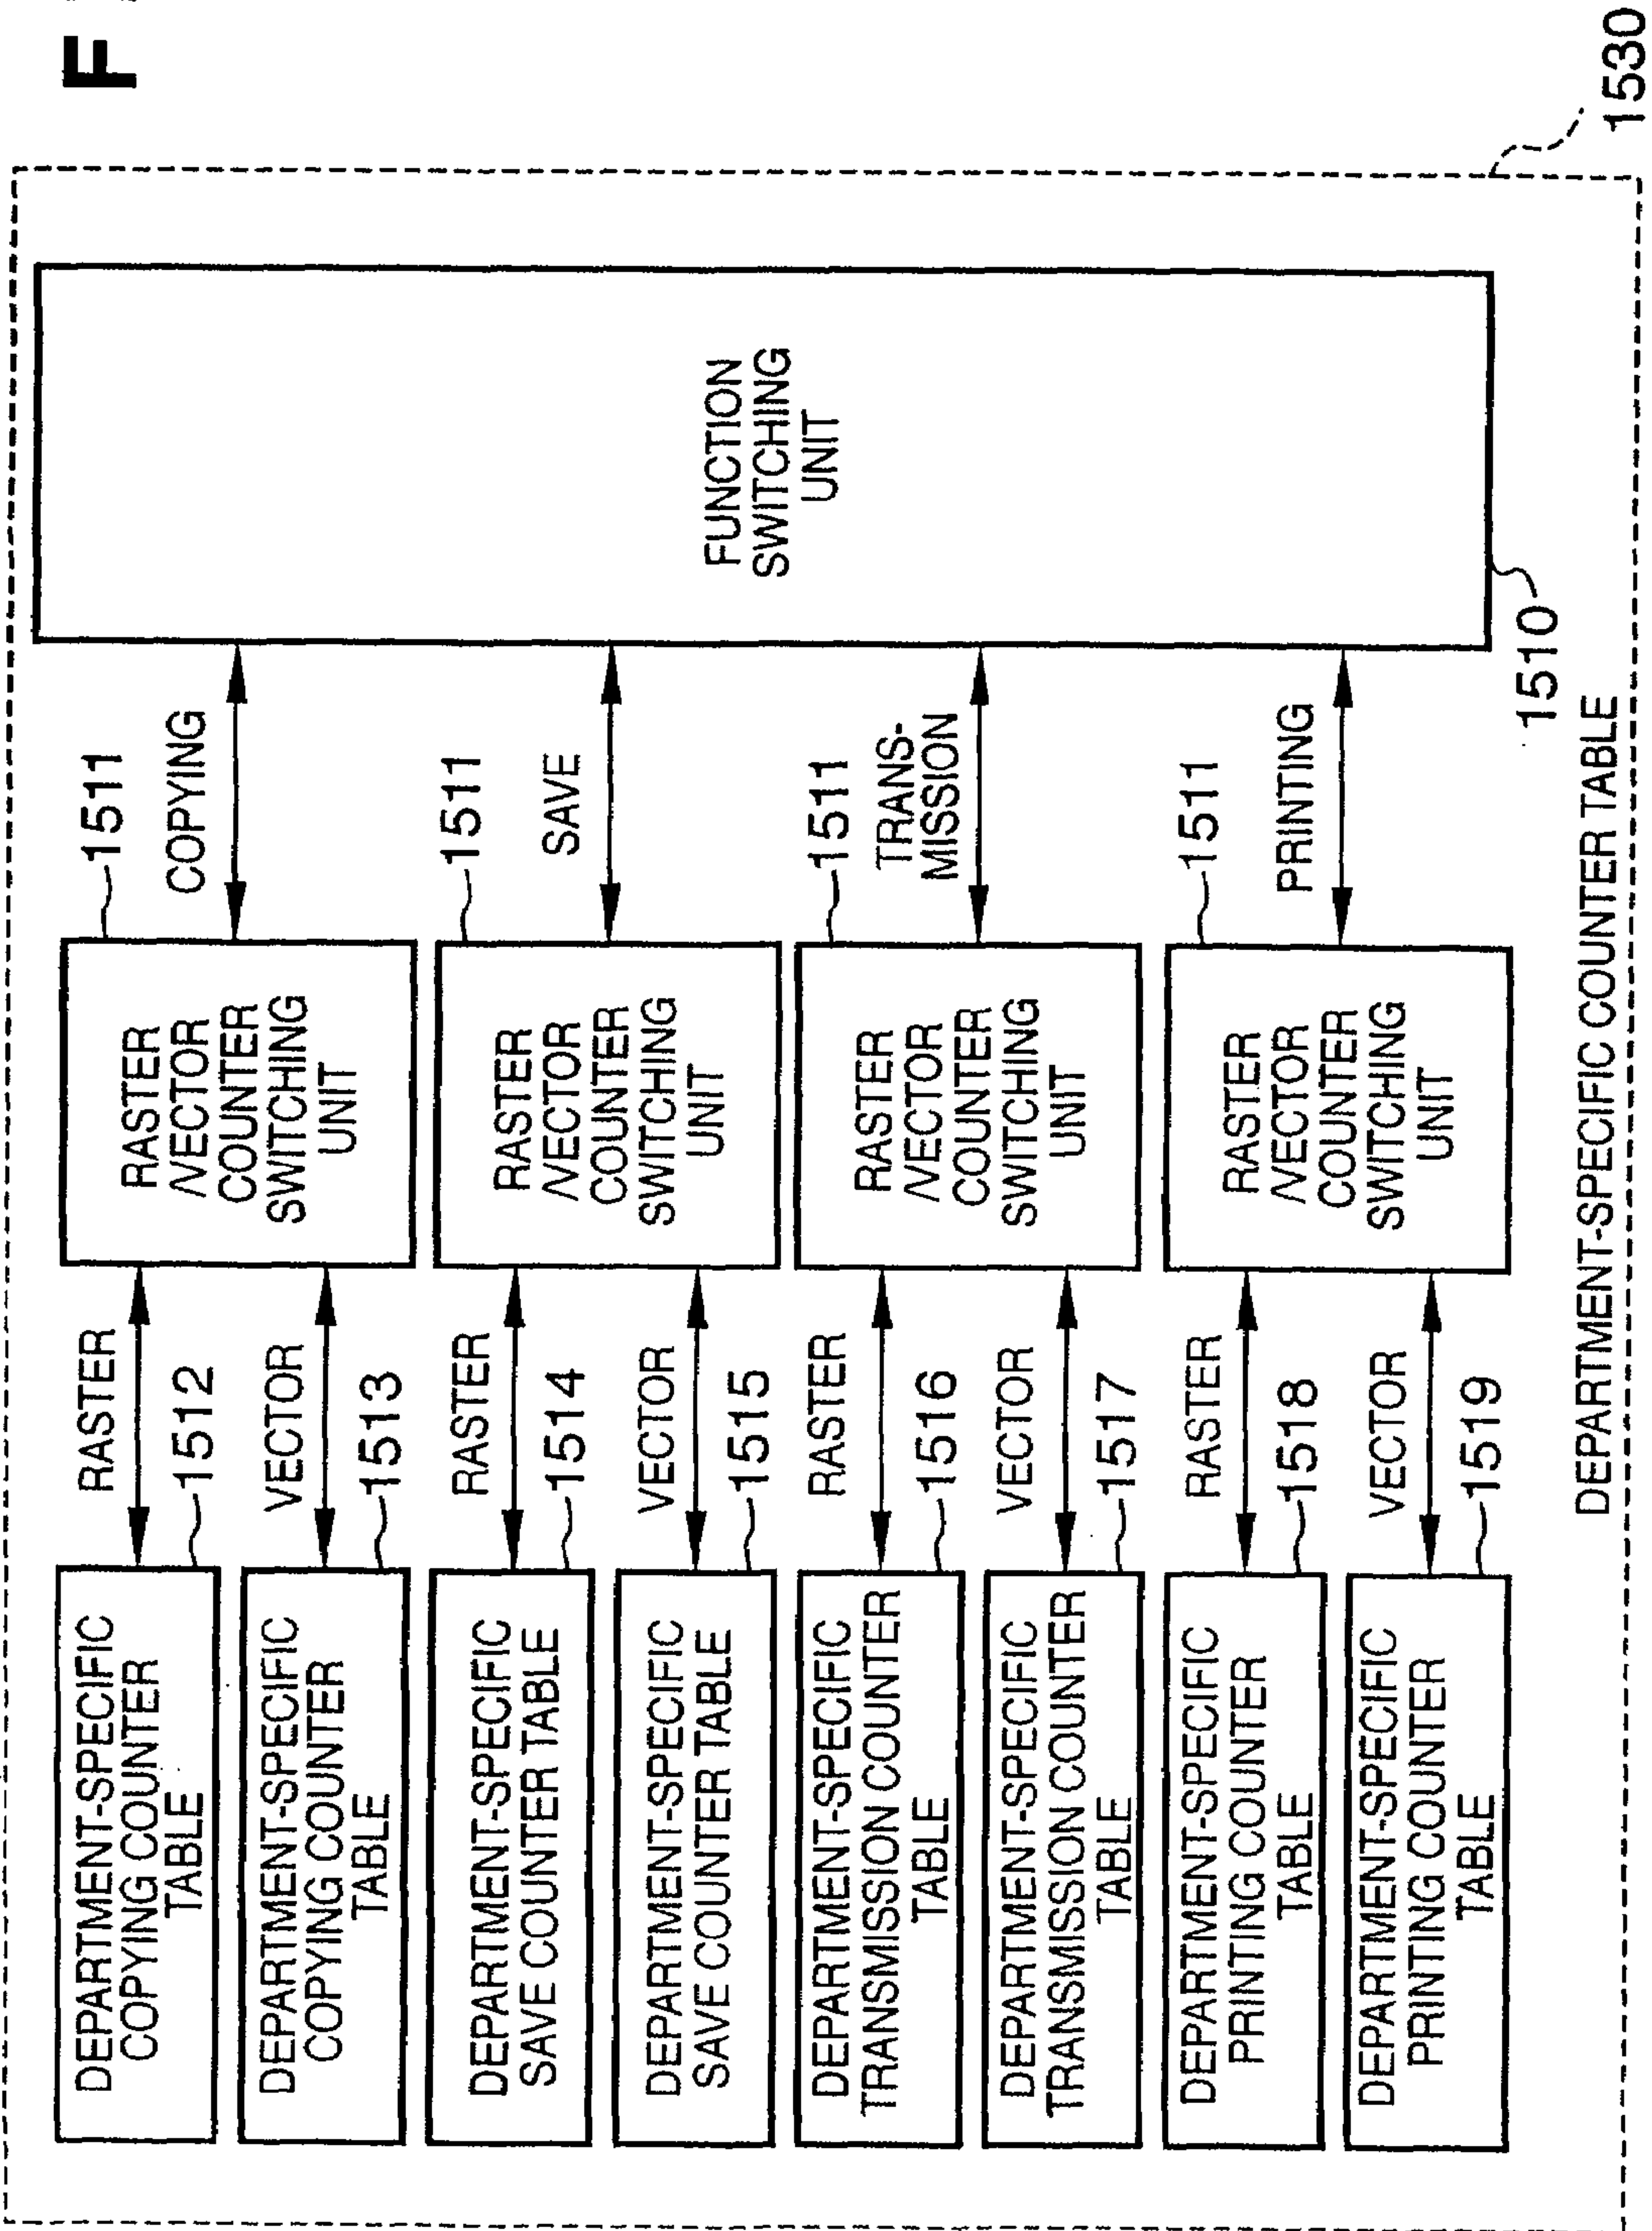 F
1530
FUNCTION
SWITCHING
UNIT
1510
COPYING
SAVE
TRANS-
MISSION
PRINTING
1511
RASTER
/VECTOR
COUNTER
SWITCHING
UNIT
1511
RASTER
/VECTOR
COUNTER
SWITCHING
UNIT
1511
RASTER
/VECTOR
COUNTER
SWITCHING
UNIT
1511
RASTER
/VECTOR
COUNTER
SWITCHING
UNIT
RASTER
1512
VECTOR
1513
RASTER
1514
VECTOR
1515
RASTER
1516
VECTOR
1517
RASTER
1518
VECTOR
1519
DEPARTMENT-SPECIFIC
COPYING COUNTER
TABLE
DEPARTMENT-SPECIFIC
COPYING COUNTER
TABLE
DEPARTMENT-SPECIFIC
SAVE COUNTER TABLE
DEPARTMENT-SPECIFIC
SAVE COUNTER TABLE
DEPARTMENT-SPECIFIC
TRANSMISSION COUNTER
TABLE
DEPARTMENT-SPECIFIC
TRANSMISSION COUNTER
TABLE
DEPARTMENT-SPECIFIC
PRINTING COUNTER
TABLE
DEPARTMENT-SPECIFIC
PRINTING COUNTER
TABLE
DEPARTMENT-SPECIFIC COUNTER TABLE